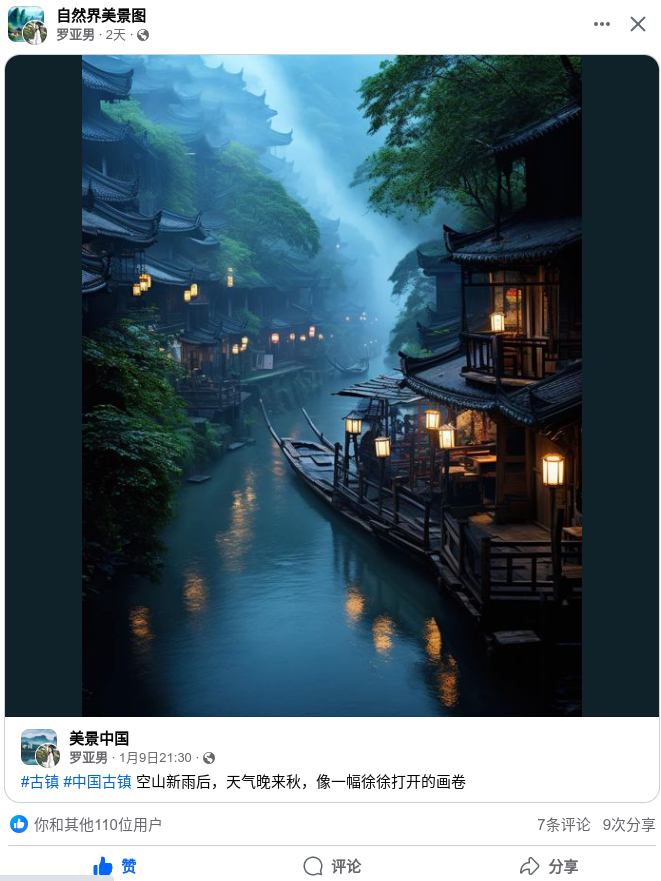 自然界美景图
罗亚男 · 2天 ·
美景中国
罗亚男 · 1月9日21:30 ·
#古镇 #中国古镇 空山新雨后，天气晚来秋，像一幅徐徐打开的画卷
你和其他110位用户 7条评论 9次分享
赞 评论 分享